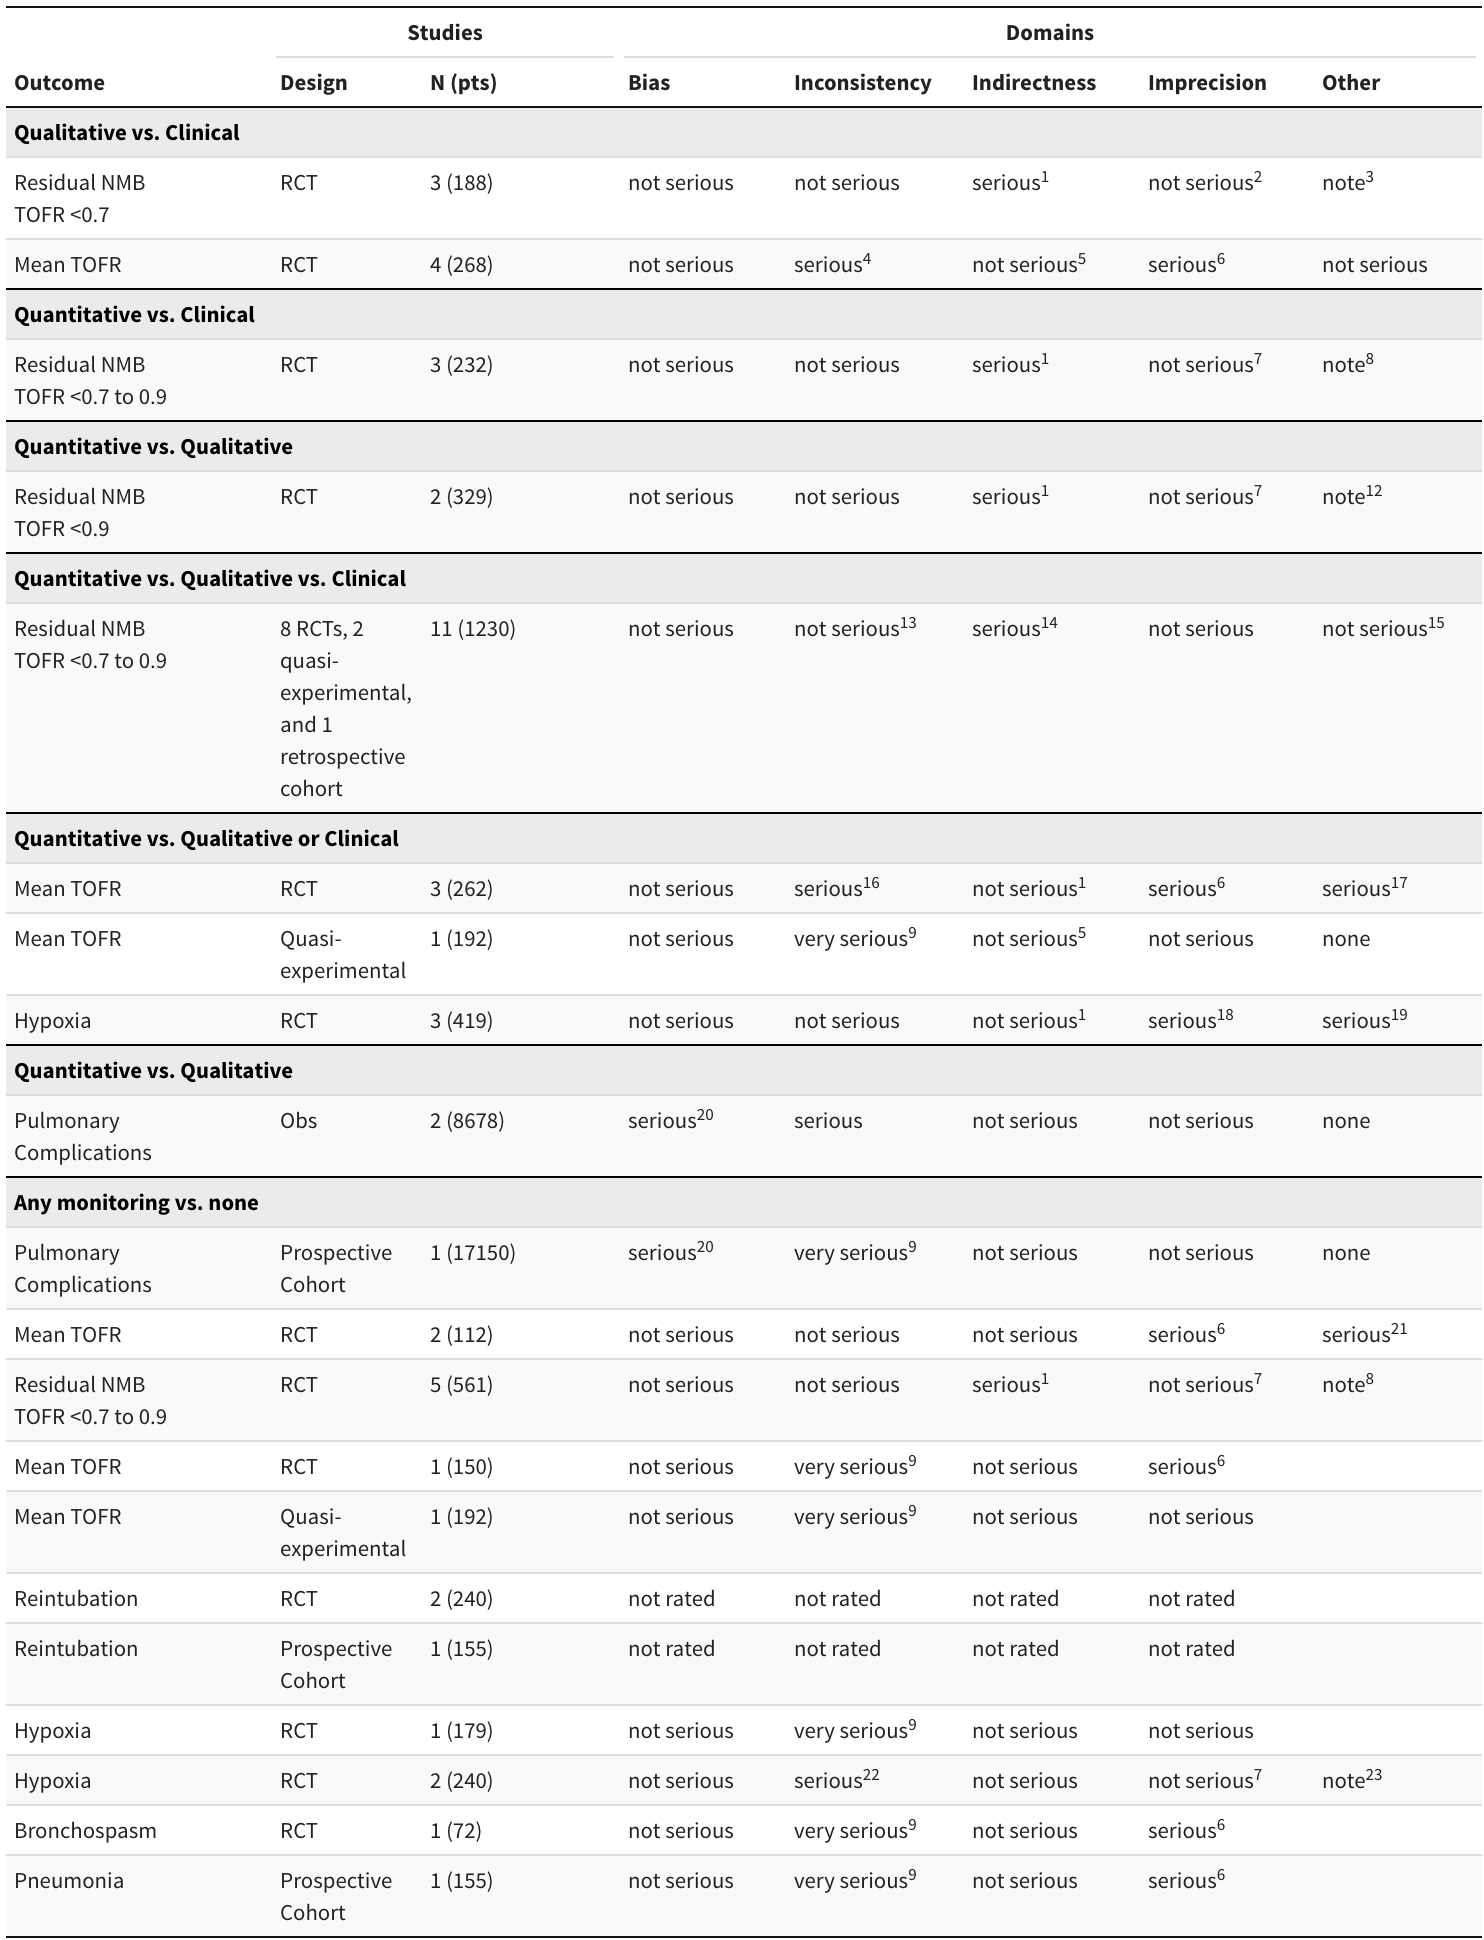 Studies Domains
Outcome Design N (pts) Bias Inconsistency Indirectness Imprecision Other
Qualitative vs. Clinical
Residual NMB RCT 3 (188) not serious not serious serious1 not serious2 note3
TOFR <0.7
Mean TOFR RCT 4 (268) not serious serious4 not serious5 serious6 not serious
Quantitative vs. Clinical
Residual NMB RCT 3 (232) not serious not serious serious1 not serious7 note8
TOFR <0.7 to 0.9
Quantitative vs. Qualitative
Residual NMB RCT 2 (329) not serious not serious serious1 not serious7 note12
TOFR <0.9
Quantitative vs. Qualitative vs. Clinical
Residual NMB 8 RCTs, 2 11 (1230) not serious not serious13 serious14 not serious not serious15
TOFR <0.7 to 0.9 quasi-
experimental,
and 1
retrospective
cohort
Quantitative vs. Qualitative or Clinical
Mean TOFR RCT 3 (262) not serious serious16 not serious1 serious6 serious17
Mean TOFR Quasi- 1 (192) not serious very serious9 not serious5 not serious none
experimental
Hypoxia RCT 3 (419) not serious not serious not serious1 serious18 serious19
Quantitative vs. Qualitative
Pulmonary Obs 2 (8678) serious20 serious not serious not serious none
Complications
Any monitoring vs. none
Pulmonary Prospective 1 (17150) serious20 very serious9 not serious not serious none
Complications Cohort
Mean TOFR RCT 2 (112) not serious not serious not serious serious6 serious21
Residual NMB RCT 5 (561) not serious not serious serious1 not serious7 note8
TOFR <0.7 to 0.9
Mean TOFR RCT 1 (150) not serious very serious9 not serious serious6
Mean TOFR Quasi- 1 (192) not serious very serious9 not serious not serious
experimental
Reintubation RCT 2 (240) not rated not rated not rated not rated
Reintubation Prospective 1 (155) not rated not rated not rated not rated
Cohort
Hypoxia RCT 1 (179) not serious very serious9 not serious not serious
Hypoxia RCT 2 (240) not serious serious22 not serious not serious7 note23
Bronchospasm RCT 1 (72) not serious very serious9 not serious serious6
Pneumonia Prospective 1 (155) not serious very serious9 not serious serious6
Cohort